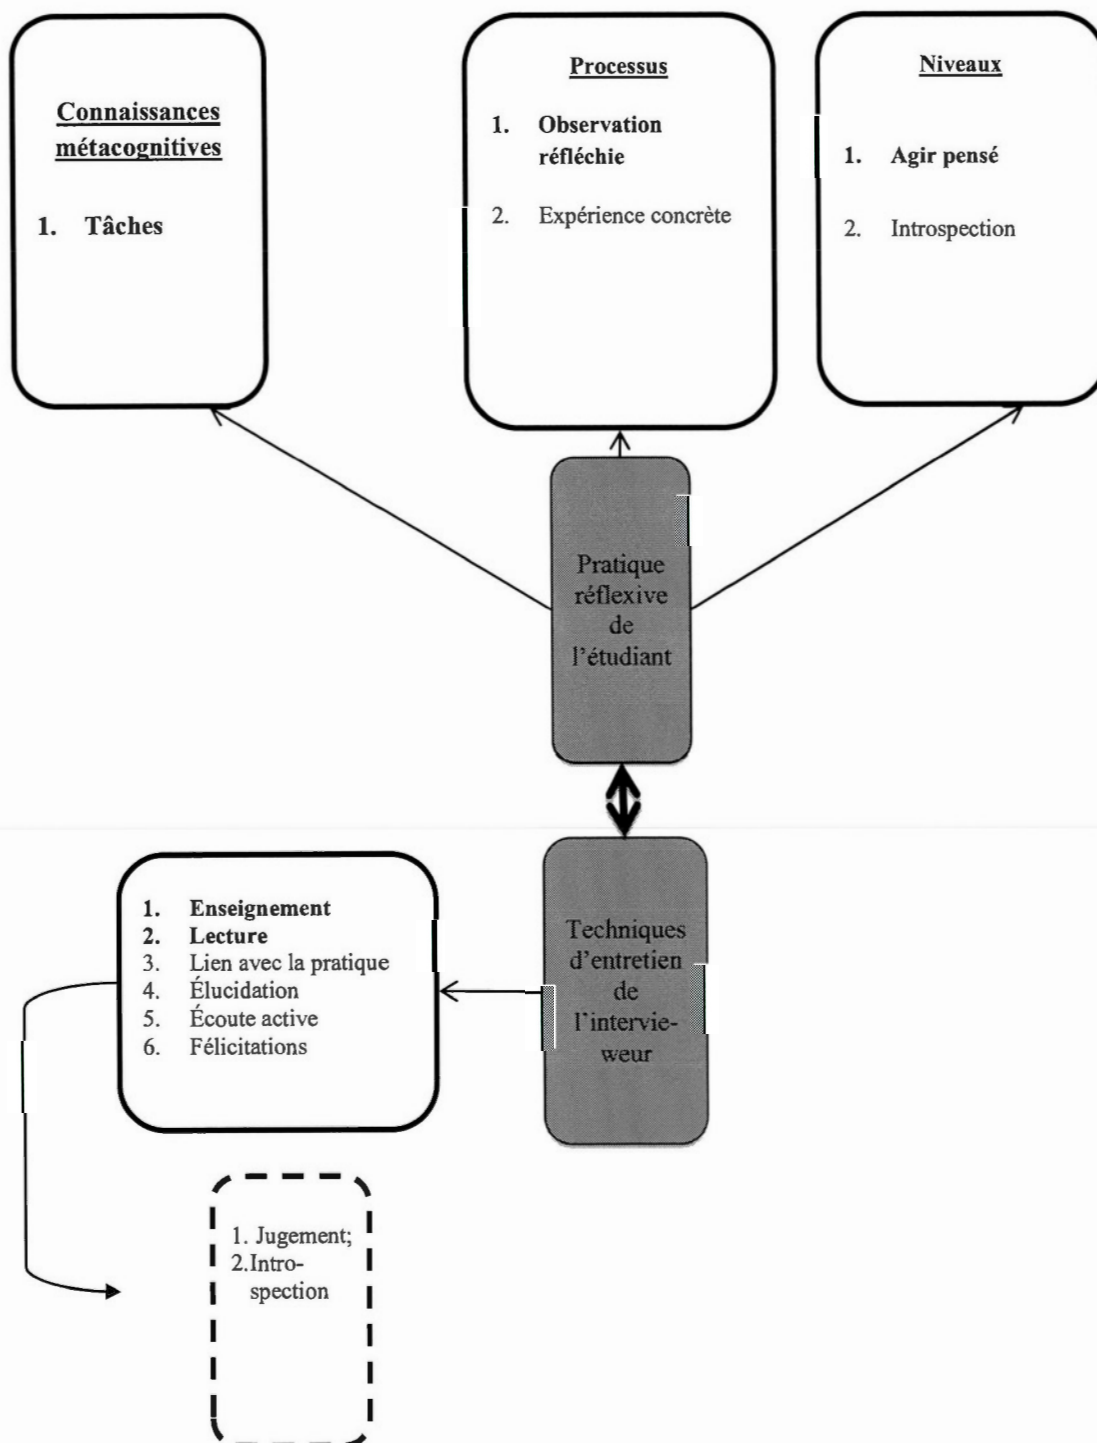 Connaissances
métacognitives
1. Tâches
Processus
1. Observation
réfléchie
2. Expérience concrète
Niveaux
1. Agir pensé
2. Introspection
Pratique
réflexive
de
l'étudiant
1. Enseignement
2. Lecture
3. Lien avec la pratique
4. Élucidation
5. Écoute active
6. Félicitations
Techniques
d'entretien
de
l'intervie-
weur
1. Jugement;
2.Intro-
spection